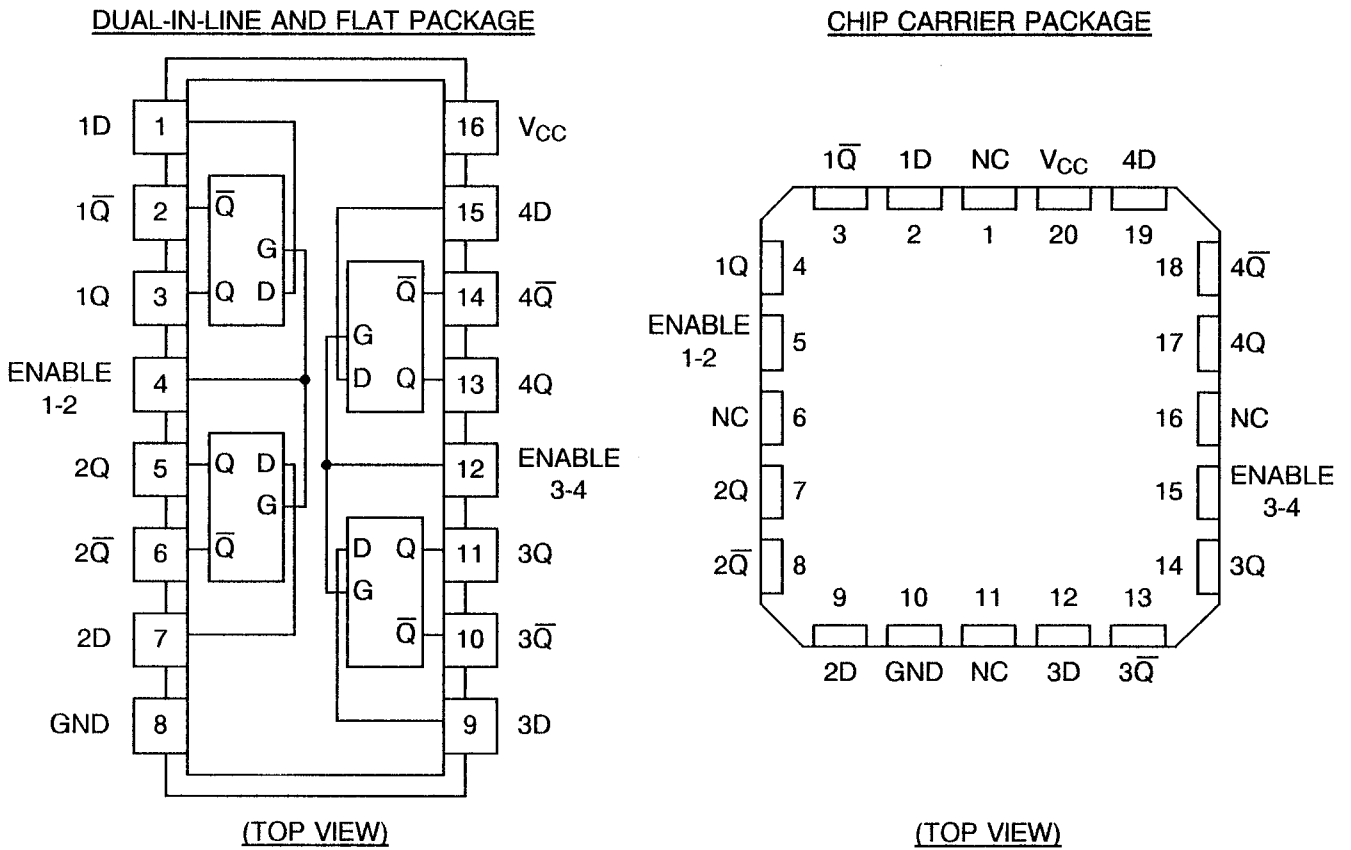 DUAL-IN-LINE AND FLAT PACKAGE
1D 1 16 VCC
1Q̅ 2 Q̅ 15 4D
G
1Q 3 Q D Q̅ 14 4Q̅
G
ENABLE 1-2 4 D Q 13 4Q
2Q 5 Q D 12 ENABLE 3-4
G
2Q̅ 6 Q̅ D Q 11 3Q
G
2D 7 Q̅ 10 3Q̅
GND 8 9 3D
(TOP VIEW)
CHIP CARRIER PACKAGE
1Q̅ 1D NC VCC 4D
3 2 1 20 19
1Q 4 18 4Q̅
ENABLE 1-2 5 17 4Q
NC 6 16 NC
2Q 7 15 ENABLE 3-4
2Q̅ 8 14 3Q
9 10 11 12 13
2D GND NC 3D 3Q̅
(TOP VIEW)